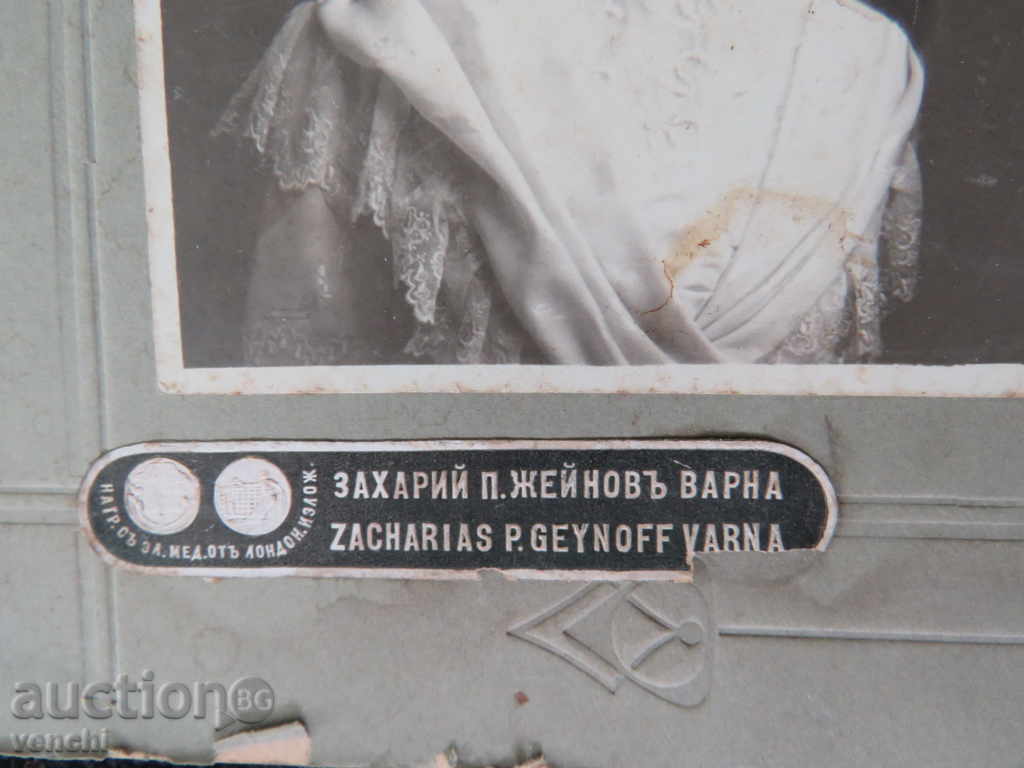 ЗАХАРИЙ П. ЖЕЙНОВЪ ВАРНА
ZACHARIAS P. GEYNOFF VARNA
НАГР. СЪ ЗЛ. МЕД. ОТЪ ЛОНДОН. ИЗЛОЖ.
auction BG
venchi